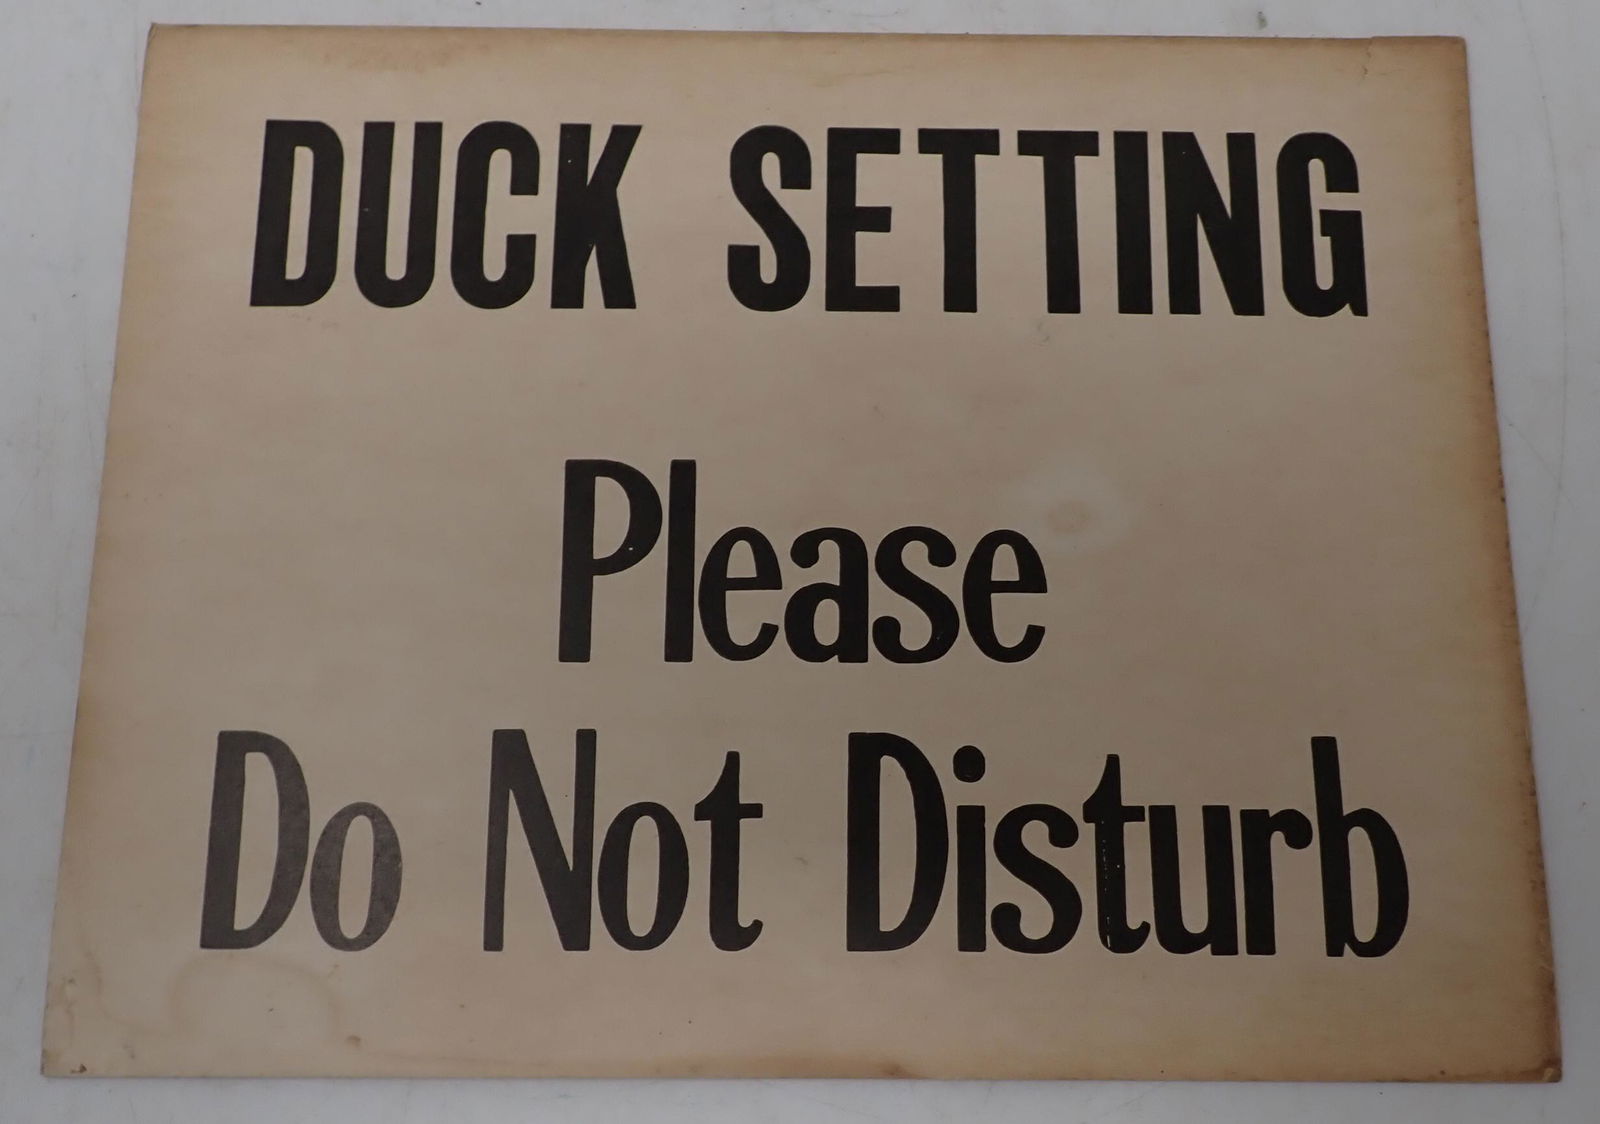 DUCK SETTING
Please
Do Not Disturb